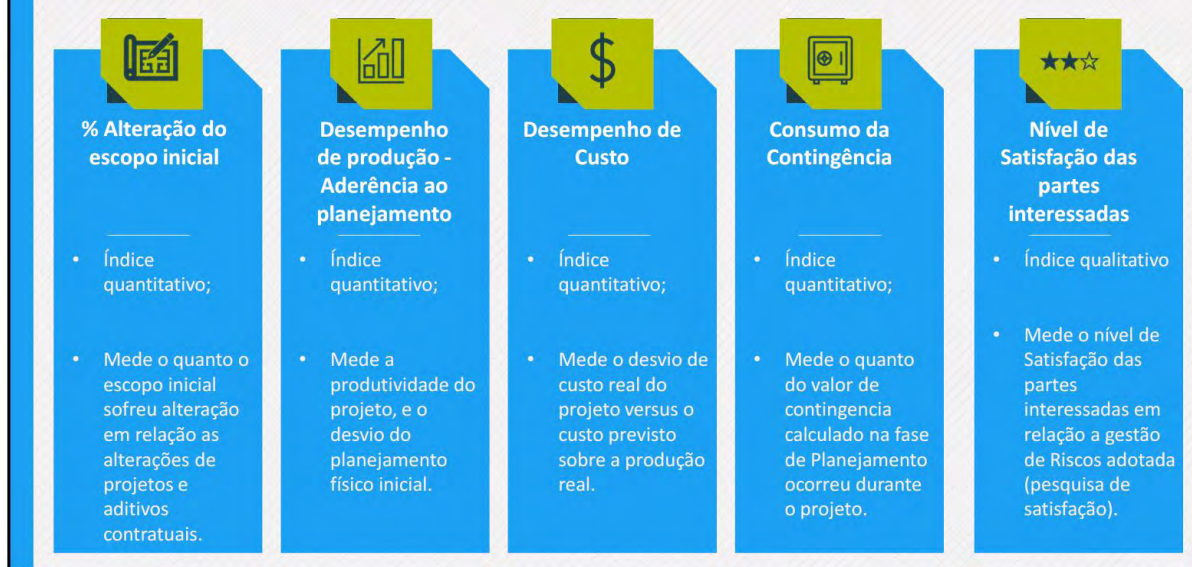 % Alteração do
escopo inicial
• Índice
quantitativo;
• Mede o quanto o
escopo inicial
sofreu alteração
em relação as
alterações de
projetos e
aditivos
contratuais.
Desempenho
de produção -
Aderência ao
planejamento
• Índice
quantitativo;
• Mede a
produtividade do
projeto, e o
desvio do
planejamento
físico inicial.
$
Desempenho de
Custo
• Índice
quantitativo;
• Mede o desvio de
custo real do
projeto versus o
custo previsto
sobre a produção
real.
Consumo da
Contingência
• Índice
quantitativo;
• Mede o quanto
do valor de
contingencia
calculado na fase
de Planejamento
ocorreu durante
o projeto.
Nível de
Satisfação das
partes
interessadas
• Índice qualitativo
• Mede o nível de
Satisfação das
partes
interessadas em
relação a gestão
de Riscos adotada
(pesquisa de
satisfação).